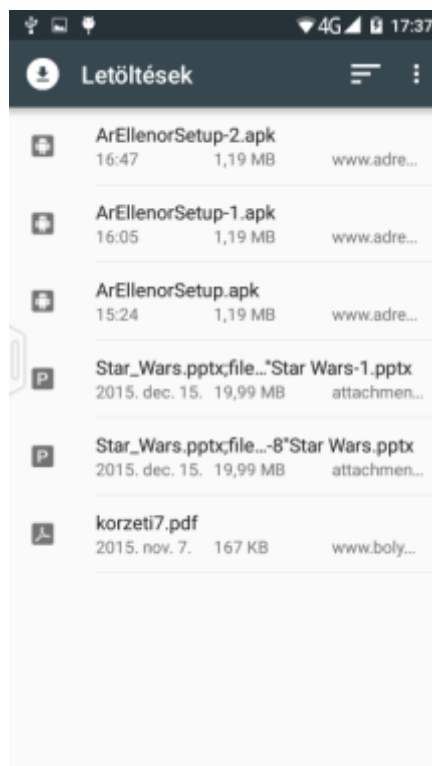 4G 17:37
Letöltések
ArEllenorSetup-2.apk
16:47 1,19 MB www.adre...
ArEllenorSetup-1.apk
16:05 1,19 MB www.adre...
ArEllenorSetup.apk
15:24 1,19 MB www.adre...
Star_Wars.pptx;file..."Star Wars-1.pptx
P
2015. dec. 15. 19,99 MB attachmen...
Star_Wars.pptx;file...-8"Star Wars.pptx
P
2015. dec. 15. 19,99 MB attachmen...
korzeti7.pdf
2015. nov. 7. 167 KB www.boly...